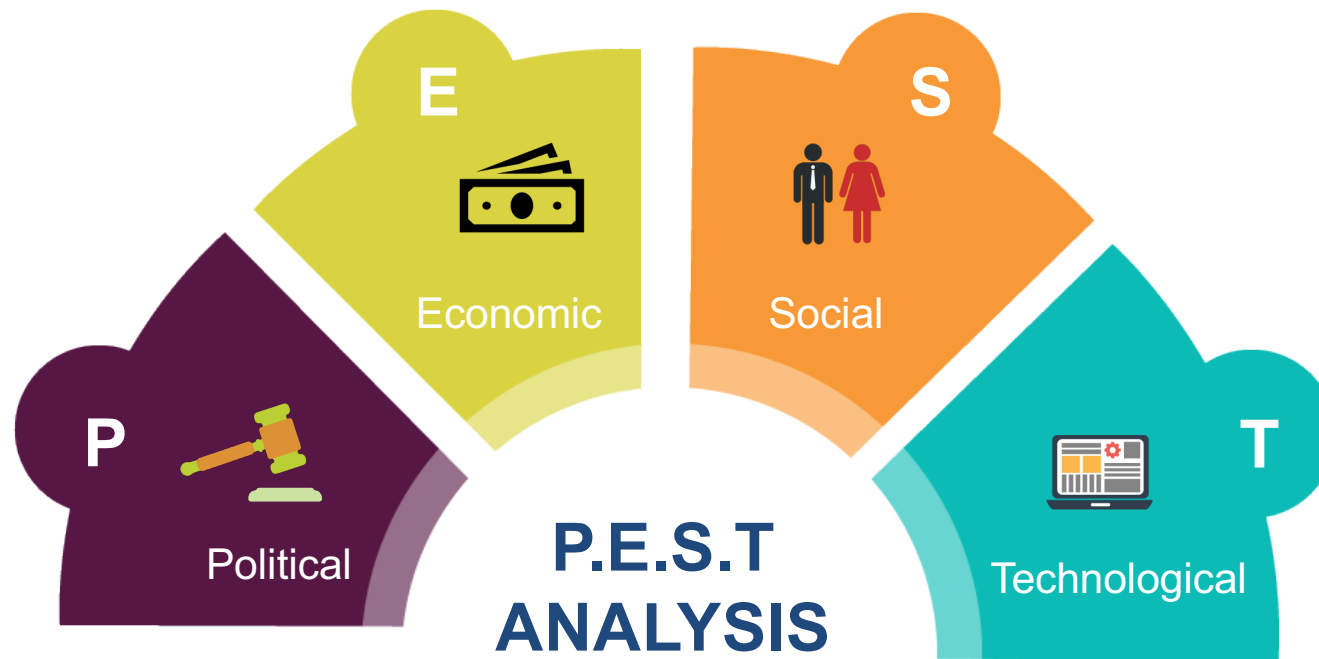 P
Political
E
Economic
S
Social
T
Technological
P.E.S.T
ANALYSIS